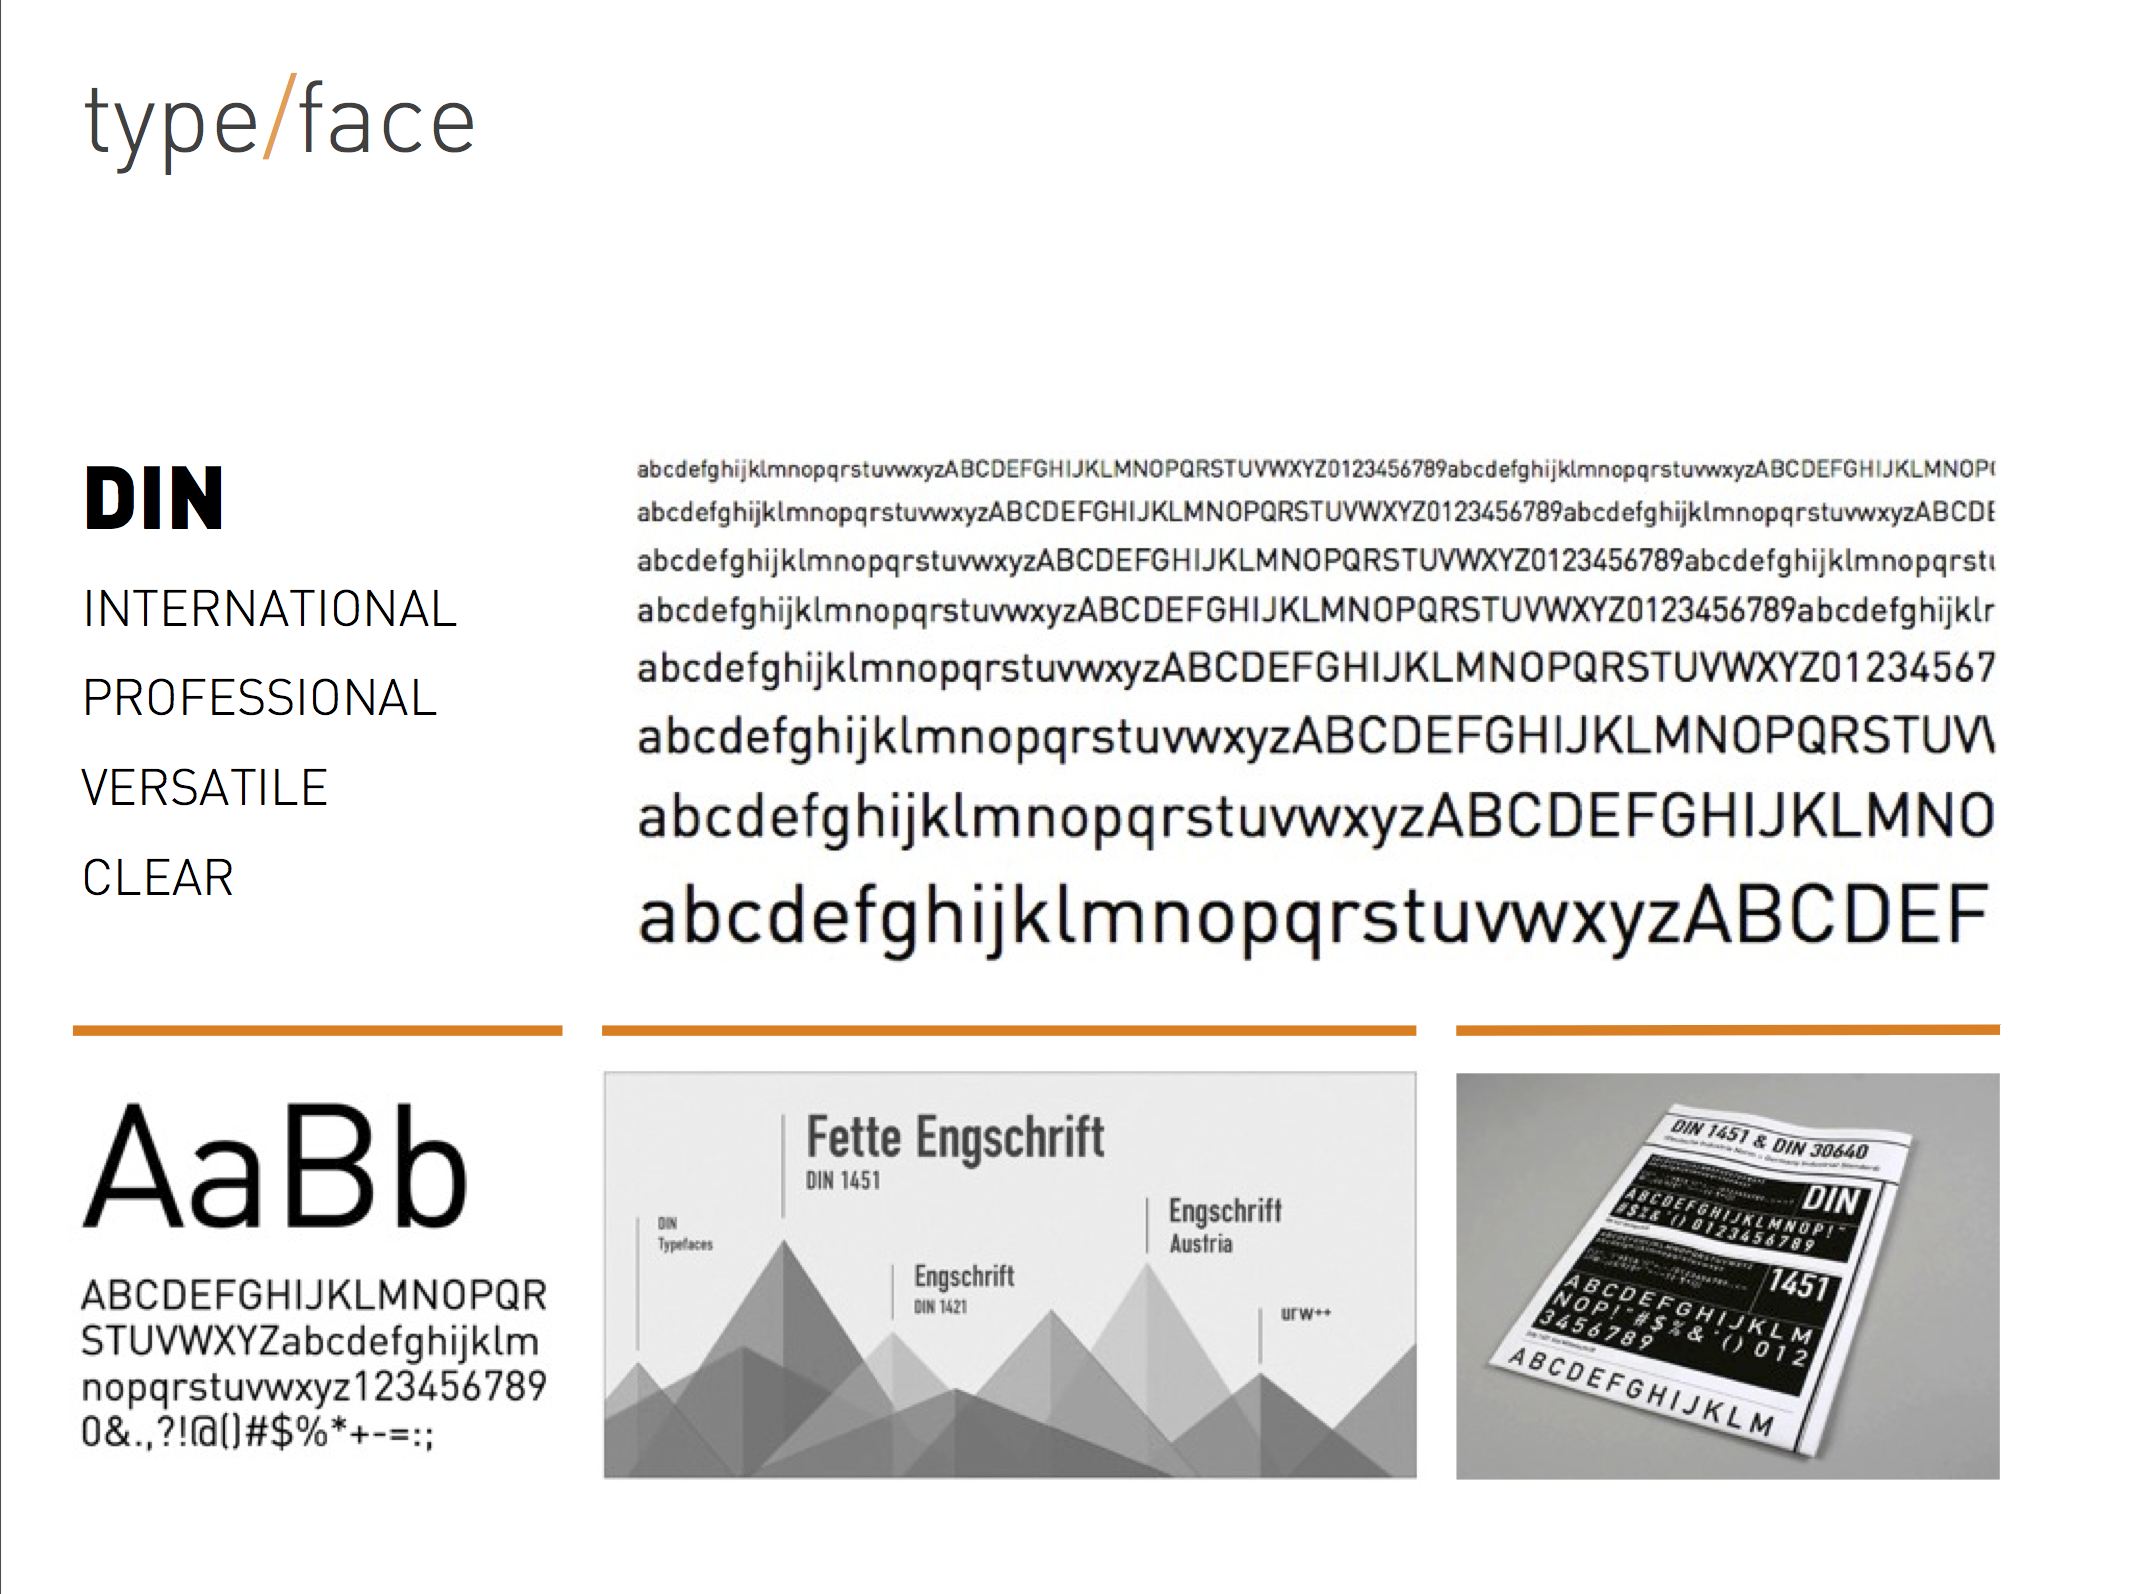 type/face
DIN
INTERNATIONAL
PROFESSIONAL
VERSATILE
CLEAR
abcdefghijklmnopqrstuvwxyzABCDEFGHIJKLMNOPQRSTUVWXYZ0123456789abcdefghijklmnopqrstuvwxyzABCDEFGHIJKLMNOP
abcdefghijklmnopqrstuvwxyzABCDEFGHIJKLMNOPQRSTUVWXYZ0123456789abcdefghijklmnopqrstuvwxyzABCDE
abcdefghijklmnopqrstuvwxyzABCDEFGHIJKLMNOPQRSTUVWXYZ0123456789abcdefghijklmnopqrst
abcdefghijklmnopqrstuvwxyzABCDEFGHIJKLMNOPQRSTUVWXYZ0123456789abcdefghijkl
abcdefghijklmnopqrstuvwxyzABCDEFGHIJKLMNOPQRSTUVWXYZ01234567
abcdefghijklmnopqrstuvwxyzABCDEFGHIJKLMNOPQRSTUV
abcdefghijklmnopqrstuvwxyzABCDEFGHIJKLMNO
abcdefghijklmnopqrstuvwxyzABCDEF
AaBb
ABCDEFGHIJKLMNOPQR
STUVWXYZabcdefghijklm
nopqrstuvwxyz123456789
0&.,?!@()#$%*+-=:;
Fette Engschrift
DIN 1451
DIN
Typefaces
Engschrift
DIN 1421
Engschrift
Austria
urw++
DIN 1451 & DIN 30640
DIN
ABCDEFGHIJKLMNOP!"
#$%&'() 0123456789
1451
ABCDEFGHIJKLM
NOP!"#$%&'() 012
3456789
ABCDEFGHIJKLM